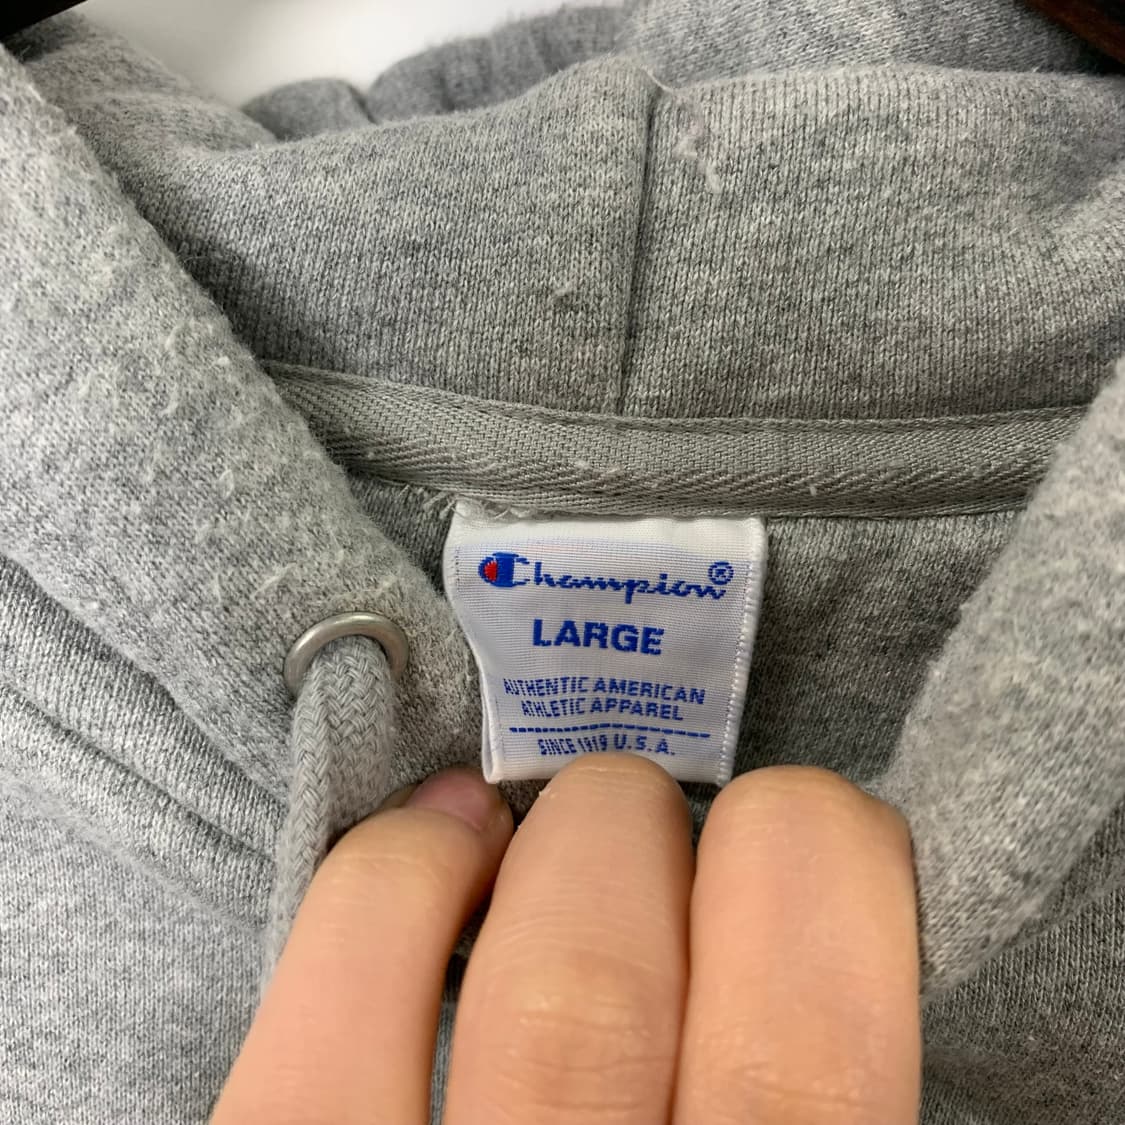 Champion®
LARGE
AUTHENTIC AMERICAN
ATHLETIC APPAREL
SINCE 1919 U.S.A.